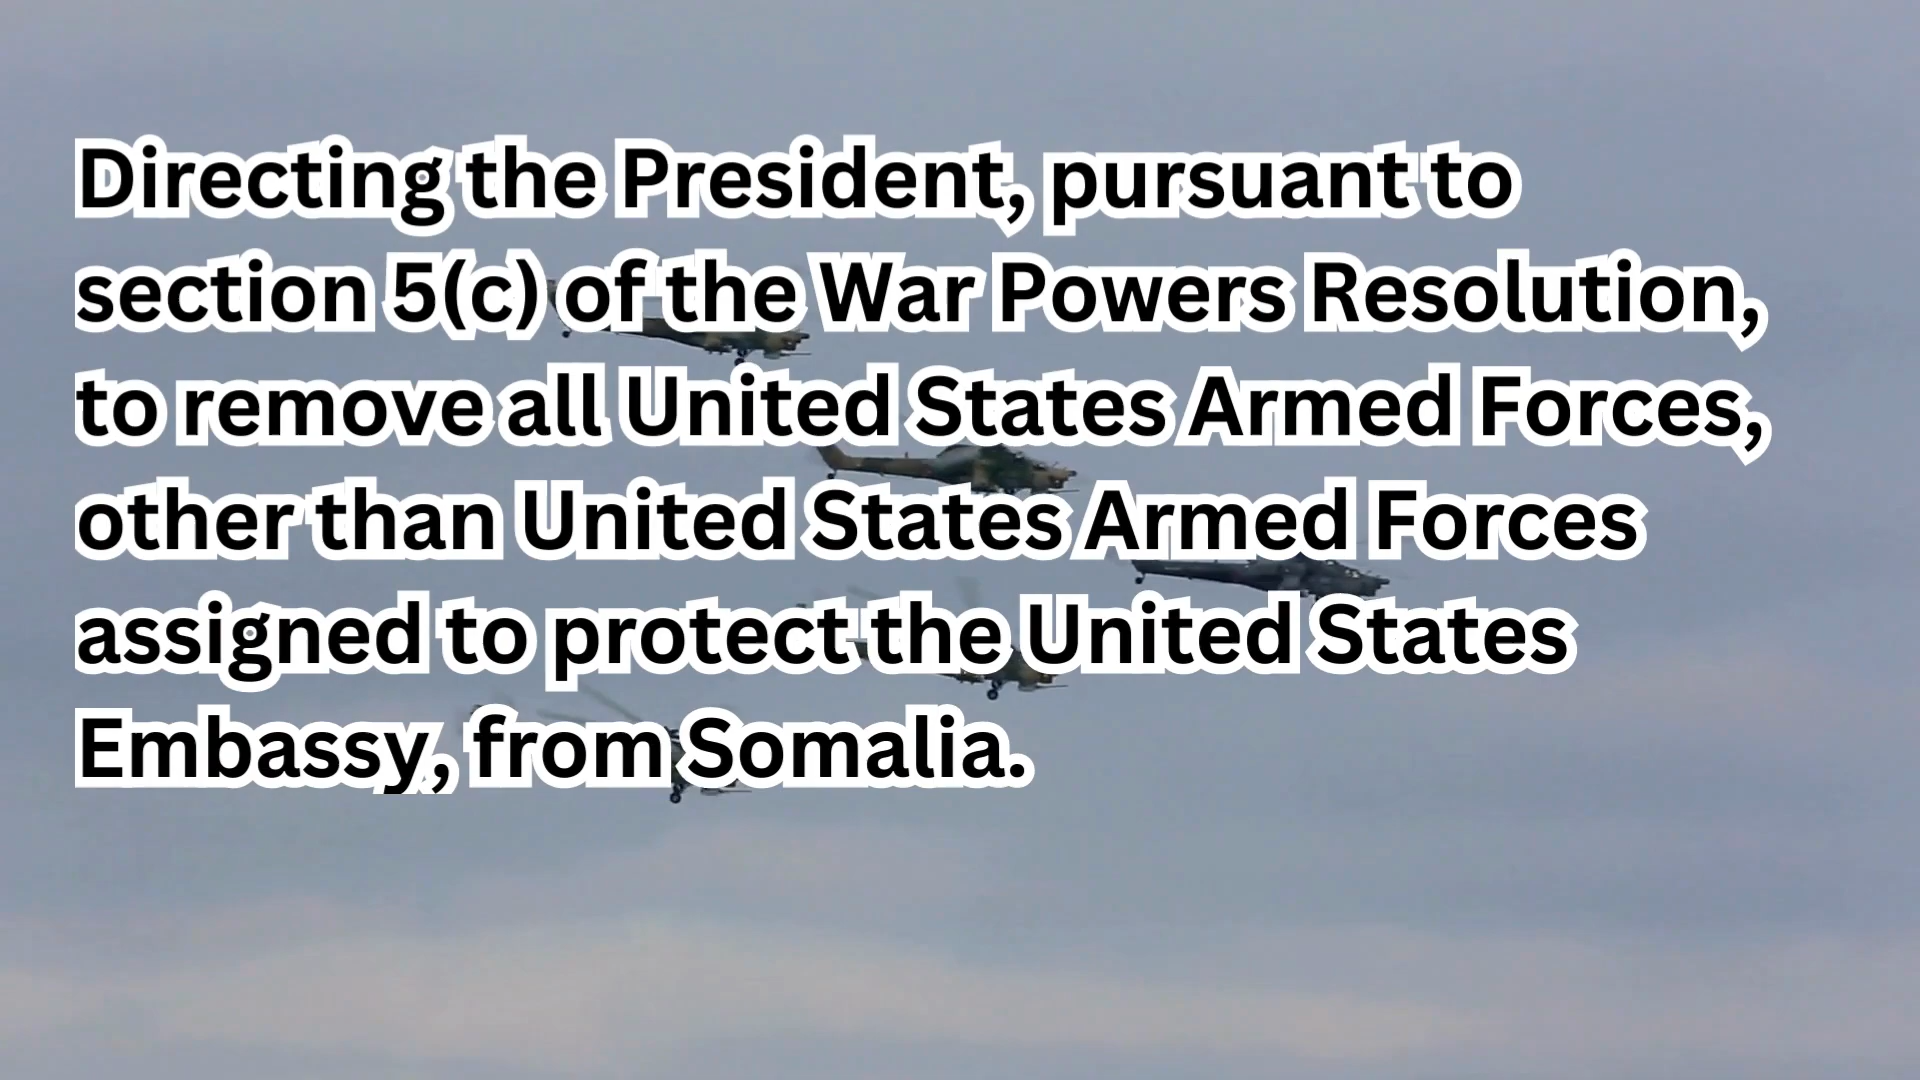 Directing the President, pursuant to
section 5(c) of the War Powers Resolution,
to remove all United States Armed Forces,
other than United States Armed Forces
assigned to protect the United States
Embassy, from Somalia.